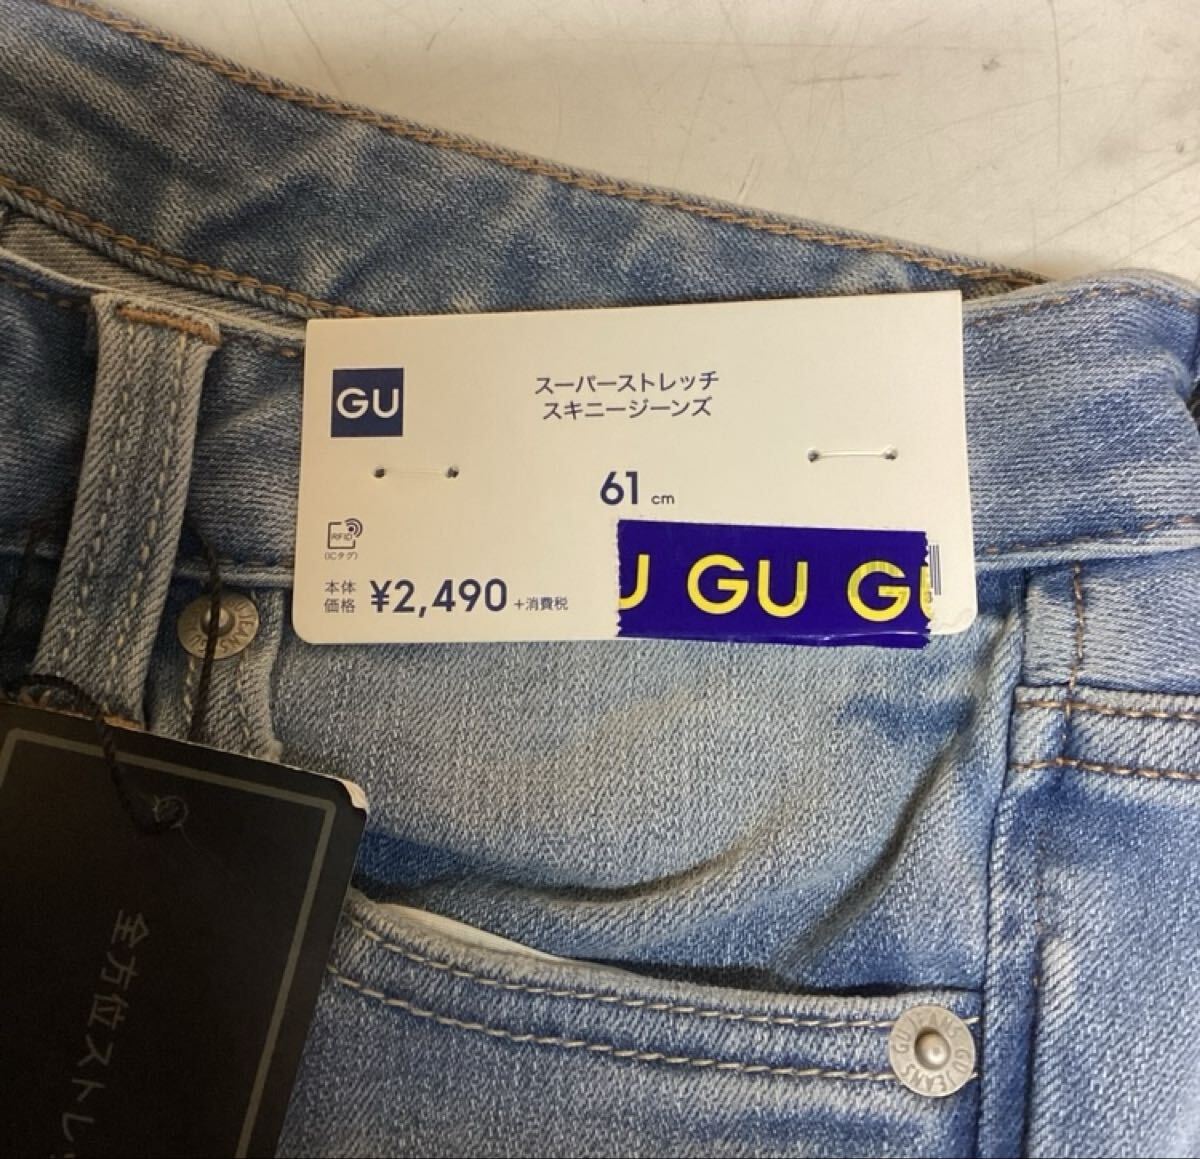 GU
スーパーストレッチ
スキニージーンズ
61 cm
RFID
(ICタグ)
本体
価格 ¥2,490 +消費税
U GU GU
GU JEANS GU JEANS
全方位ストレ